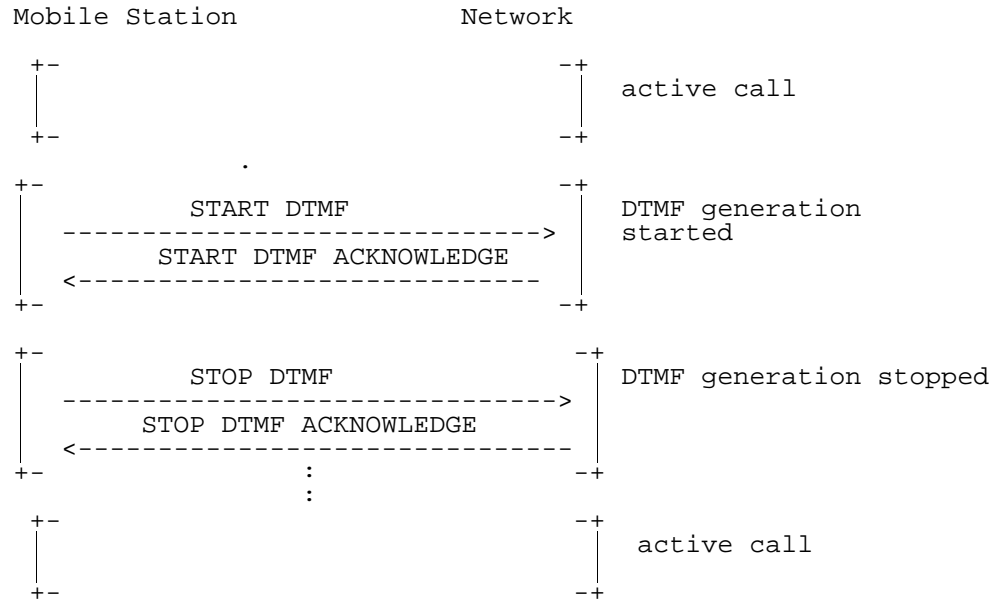 Mobile Station Network
+- -+
active call
+- -+
.
+- -+
START DTMF DTMF generation
-------------------------------> started
START DTMF ACKNOWLEDGE
<-----------------------------
+- -+
+- -+
STOP DTMF DTMF generation stopped
-------------------------------->
STOP DTMF ACKNOWLEDGE
<-------------------------------
+- : -+
:
+- -+
active call
+- -+